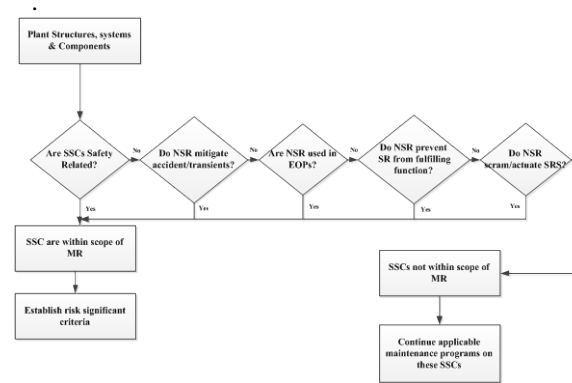 Plant Structures, systems
& Components
Are SSCs Safety
Related?
No
Do NSR mitigate
accident/transients?
No
Are NSR used in
EOPs?
No
Do NSR prevent
SR from fulfilling
function?
No
Do NSR
scram/actuate SRS?
Yes
Yes
Yes
Yes
Yes
SSC are within scope of
MR
SSCs not within scope of
MR
Establish risk significant
criteria
Continue applicable
maintenance programs on
these SSCs